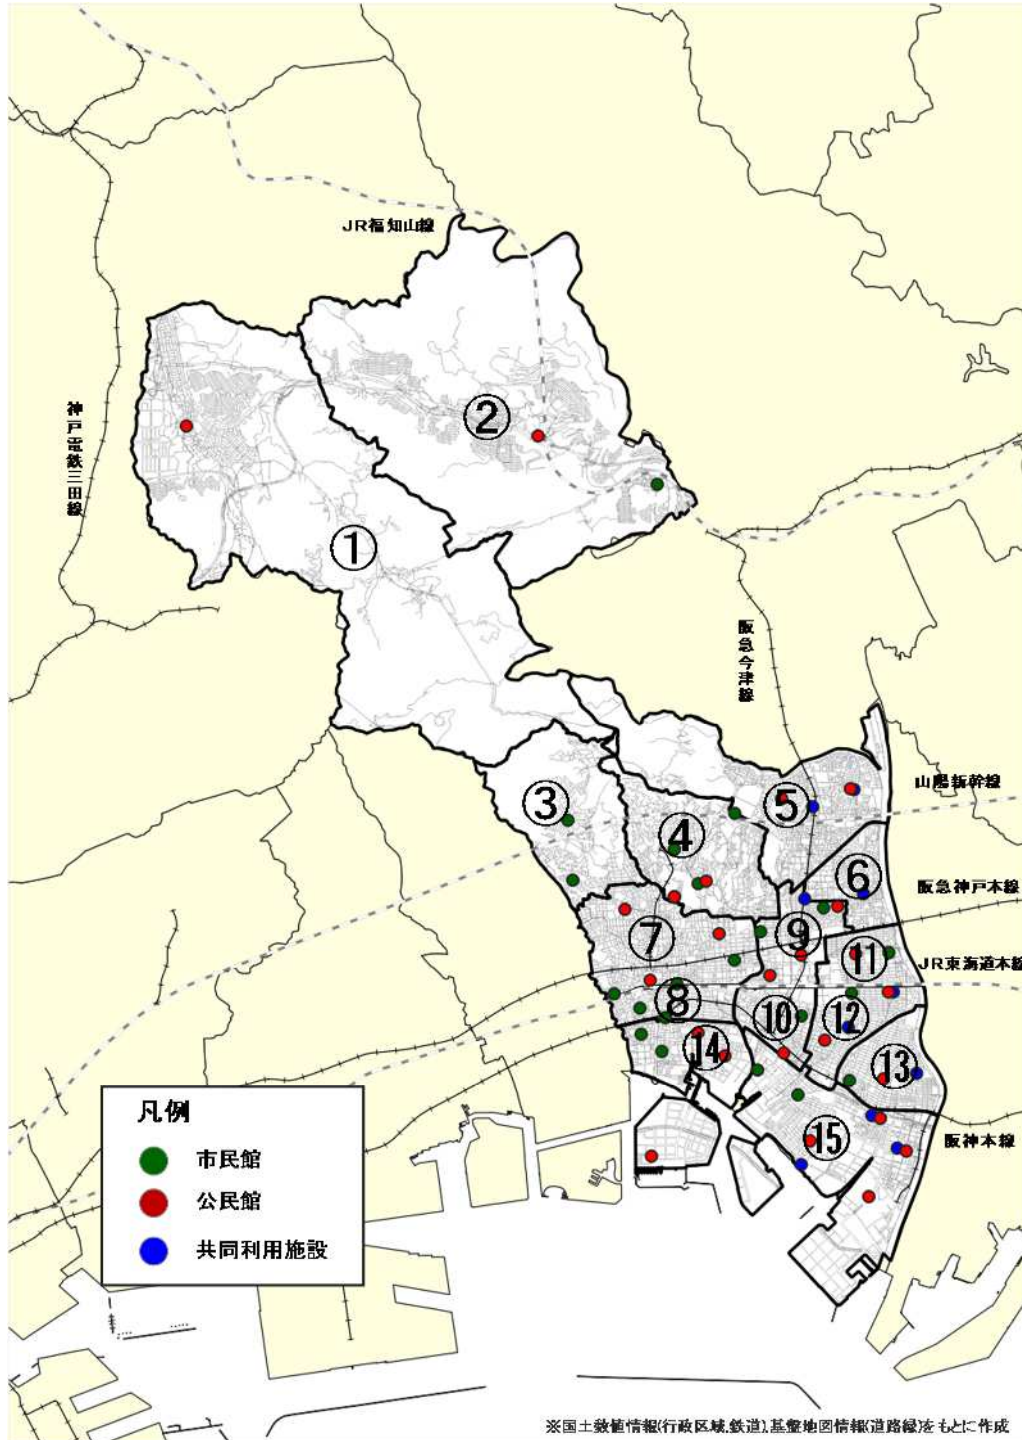 JR福知山線
神戸電鉄三田線
②
①
阪急今津線
山陽新幹線
③
⑤
④
⑥
阪急神戸本線
⑦
⑨
⑪
JR東海道本線
⑧
⑩
⑫
⑭
⑬
凡例
市民館
公民館
共同利用施設
⑮
阪神本線
※国土数値情報(行政区域,鉄道),基盤地図情報(道路縁)をもとに作成